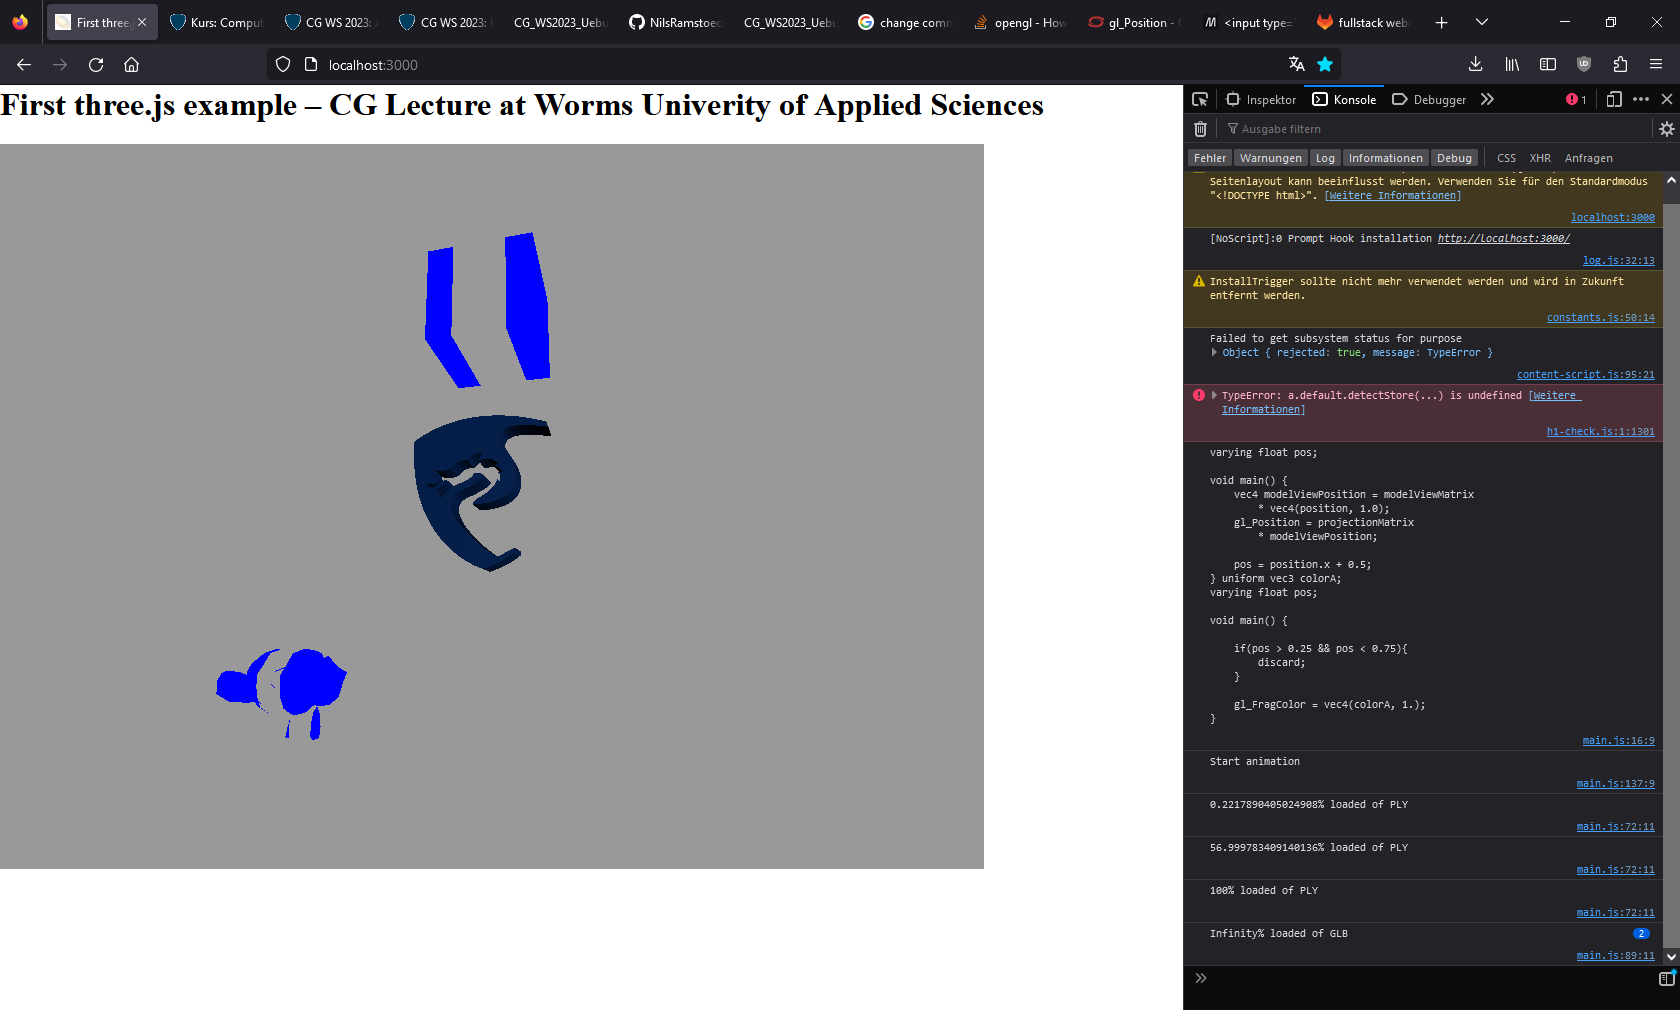 First three.j
Kurs: Comput
CG WS 2023:
CG WS 2023:
CG_WS2023_Uebu
NilsRamstoec
CG_WS2023_Uebu
change comn
opengl - How
gl_Position -
<input type=
fullstack web
localhost:3000
First three.js example – CG Lecture at Worms Univerity of Applied Sciences
Inspektor
Konsole
Debugger
1
Ausgabe filtern
Fehler
Warnungen
Log
Informationen
Debug
CSS
XHR
Anfragen
Seitenlayout kann beeinflusst werden. Verwenden Sie für den Standardmodus
"<!DOCTYPE html>". [Weitere Informationen]
localhost:3000
[NoScript]:0 Prompt Hook installation http://localhost:3000/
log.js:32:13
InstallTrigger sollte nicht mehr verwendet werden und wird in Zukunft
entfernt werden.
constants.js:50:14
Failed to get subsystem status for purpose
Object { rejected: true, message: TypeError }
content-script.js:95:21
TypeError: a.default.detectStore(...) is undefined [Weitere
Informationen]
h1-check.js:1:1301
varying float pos;
void main() {
vec4 modelViewPosition = modelViewMatrix
* vec4(position, 1.0);
gl_Position = projectionMatrix
* modelViewPosition;
pos = position.x + 0.5;
} uniform vec3 colorA;
varying float pos;
void main() {
if(pos > 0.25 && pos < 0.75){
discard;
}
gl_FragColor = vec4(colorA, 1.);
}
main.js:16:9
Start animation
main.js:137:9
0.2217890405024908% loaded of PLY
main.js:72:11
56.999783409140136% loaded of PLY
main.js:72:11
100% loaded of PLY
main.js:72:11
Infinity% loaded of GLB
2
main.js:89:11